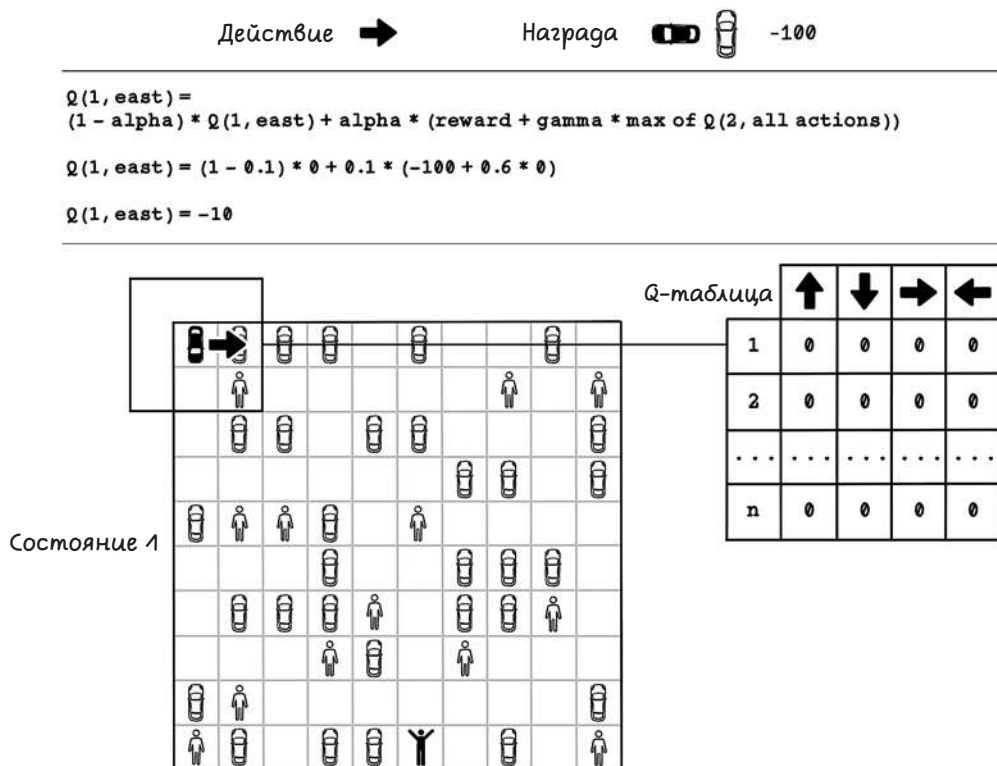 Действие Награда -100
Q(1, east) =
(1 - alpha) * Q(1, east) + alpha * (reward + gamma * max of Q(2, all actions))
Q(1, east) = (1 - 0.1) * 0 + 0.1 * (-100 + 0.6 * 0)
Q(1, east) = -10
Q-таблица
1 0 0 0 0
2 0 0 0 0
... ... ... ... ...
n 0 0 0 0
Состояние 1